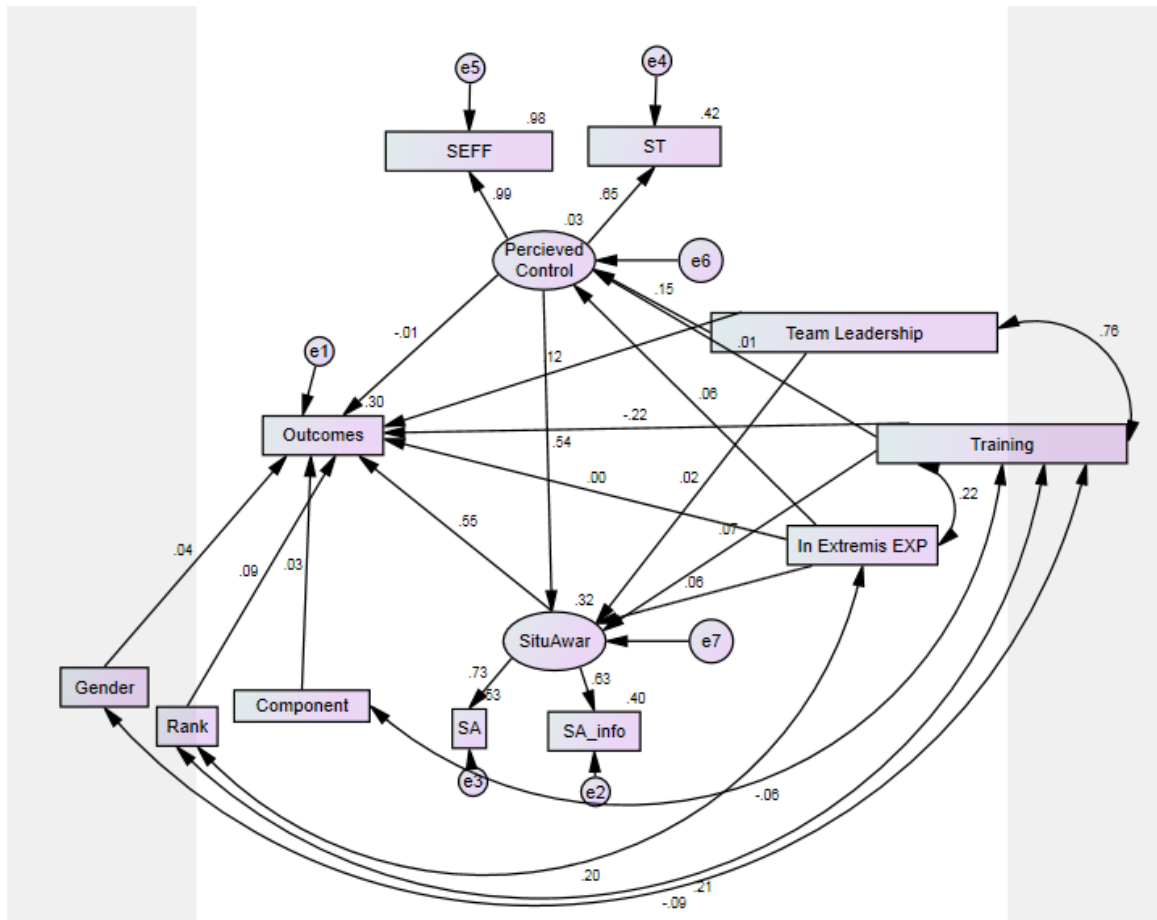 e5
e4
.98
.42
SEFF
ST
.99
.65
.03
Percieved
Control
e6
.15
-.01
Team Leadership
.76
.01
e1
.12
.06
.30
Outcomes
-.22
Training
.54
.00
.02
.22
.55
.07
In Extremis EXP
.04
.09
.03
.06
.32
SituAwar
e7
.73
.63
Gender
.53
.40
Component
Rank
SA
SA_info
e3
e2
-.06
.20
.21
-.09